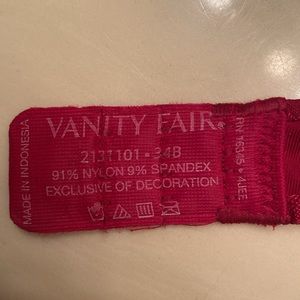 VANITY FAIR®
2131101 • 34B
91% NYLON 9% SPANDEX
EXCLUSIVE OF DECORATION
MADE IN INDONESIA